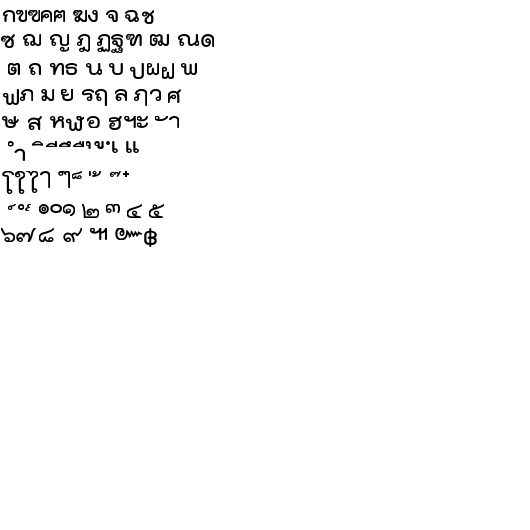 กขฃคฅ ฆง จ ฉช
ซ ฌ ญ ฎ ฏฐฑ ฒ ณด
ต ถ ทธ น บ ปผฝ พ
ฟภ ม ย รฤ ล ฦว ศ
ษ ส หฬอ ฮฯะ ั า
ำ ิีึืฺุูเ แ
โใไๅ ๆ็ ่้ ๊๋
์ํ๎ ๏๐๑ ๒ ๓ ๔ ๕
๖๗๘ ๙ ๚ ๛฿